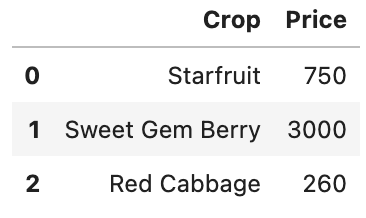 Crop Price
0 Starfruit 750
1 Sweet Gem Berry 3000
2 Red Cabbage 260